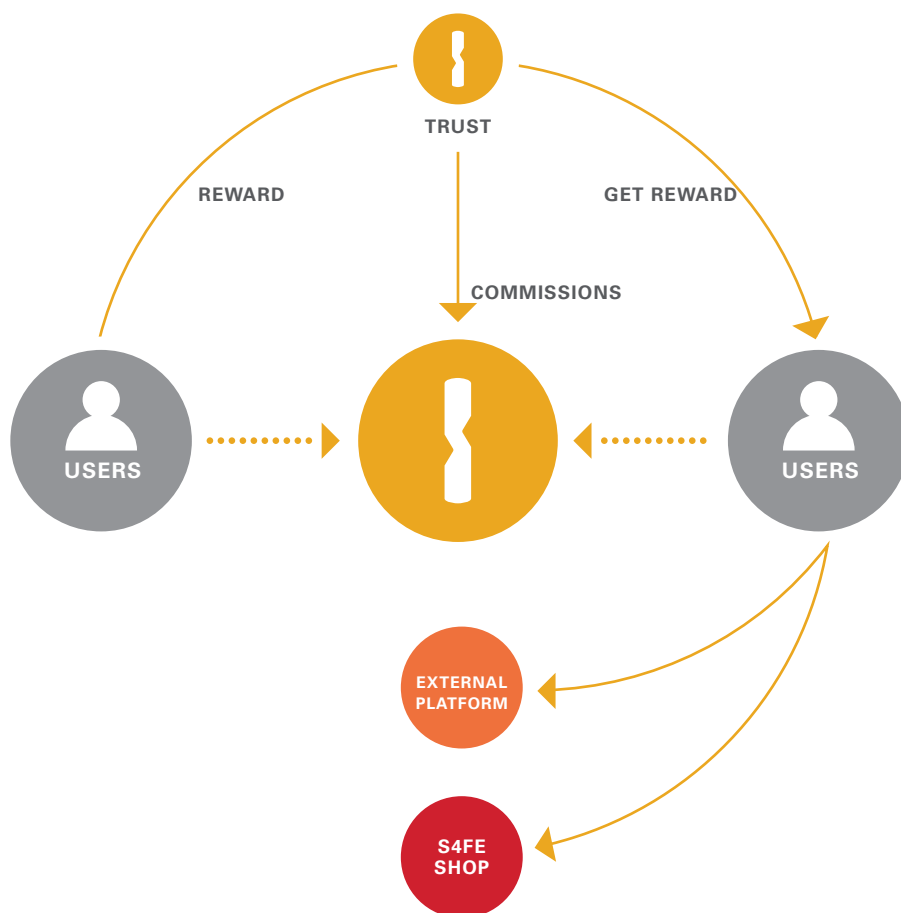 TRUST
REWARD
GET REWARD
COMMISSIONS
USERS
USERS
EXTERNAL
PLATFORM
S4FE
SHOP